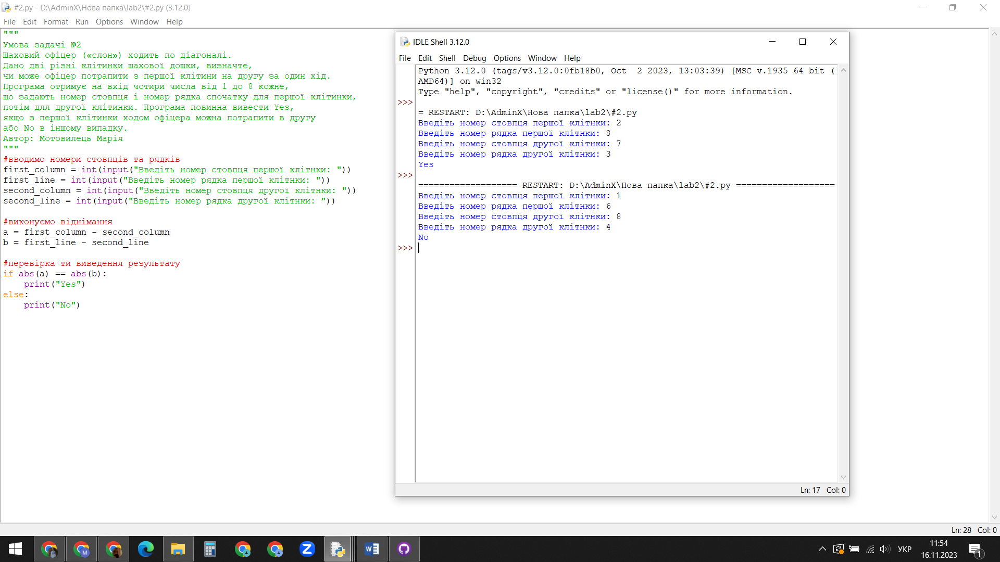 #2.py - D:\AdminX\Нова папка\lab2\#2.py (3.12.0)
File Edit Format Run Options Window Help
"""
Умова задачі №2
Шаховий офіцер («слон») ходить по діагоналі.
Дано дві різні клітинки шахової дошки, визначте,
чи може офіцер потрапити з першої клітини на другу за один хід.
Програма отримує на вхід чотири числа від 1 до 8 кожне,
що задають номер стовпця і номер рядка спочатку для першої клітинки,
потім для другої клітинки. Програма повинна вивести Yes,
якщо з першої клітинки ходом офіцера можна потрапити в другу
або No в іншому випадку.
Автор: Мотовилець Марія
"""
#вводимо номери стовпців та рядків
first_column = int(input("Введіть номер стовпця першої клітнки: "))
first_line = int(input("Введіть номер рядка першої клітнки: "))
second_column = int(input("Введіть номер стовпця другої клітнки: "))
second_line = int(input("Введіть номер рядка другої клітнки: "))
#виконуємо віднімання
a = first_column - second_column
b = first_line - second_line
#перевірка ти виведення результату
if abs(a) == abs(b):
    print("Yes")
else:
    print("No")
IDLE Shell 3.12.0
File Edit Shell Debug Options Window Help
Python 3.12.0 (tags/v3.12.0:0fb18b0, Oct  2 2023, 13:03:39) [MSC v.1935 64 bit (
AMD64)] on win32
Type "help", "copyright", "credits" or "license()" for more information.
>>>
= RESTART: D:\AdminX\Нова папка\lab2\#2.py
Введіть номер стовпця першої клітнки: 2
Введіть номер рядка першої клітнки: 8
Введіть номер стовпця другої клітнки: 7
Введіть номер рядка другої клітнки: 3
Yes
>>>
=================== RESTART: D:\AdminX\Нова папка\lab2\#2.py ===================
Введіть номер стовпця першої клітнки: 1
Введіть номер рядка першої клітнки: 6
Введіть номер стовпця другої клітнки: 8
Введіть номер рядка другої клітнки: 4
No
>>>
Ln: 17 Col: 0
Ln: 28 Col: 0
УКР
11:54
16.11.2023
1